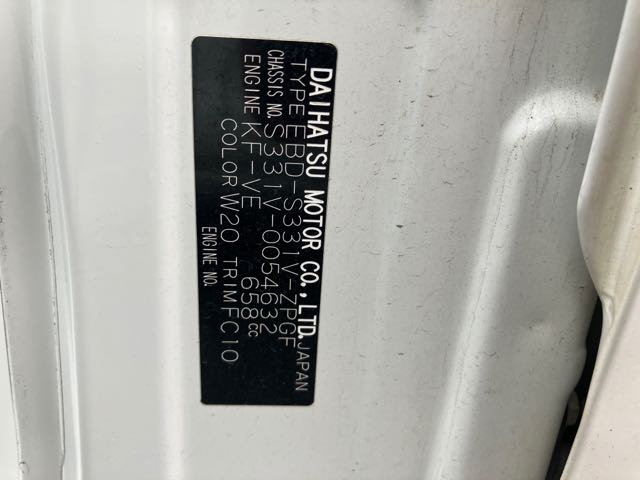 DAIHATSU MOTOR CO., LTD. JAPAN
TYPE EBD-S331V-ZPGF
CHASSIS NO. S331V-0054632
ENGINE KF-VE 658cc
COLOR W20 TRIM FC10
ENGINE NO.